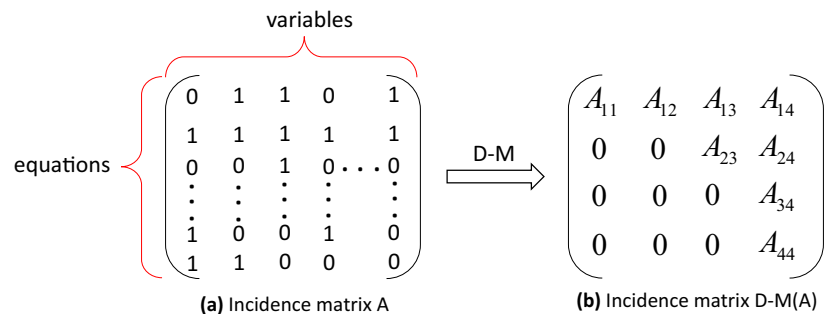 variables
equations
0 1 1 0 1
1 1 1 1 1
0 0 1 0 ... 0
1 0 0 1 0
1 1 0 0 0
D-M
A11 A12 A13 A14
0 0 A23 A24
0 0 0 A34
0 0 0 A44
(a) Incidence matrix A
(b) Incidence matrix D-M(A)